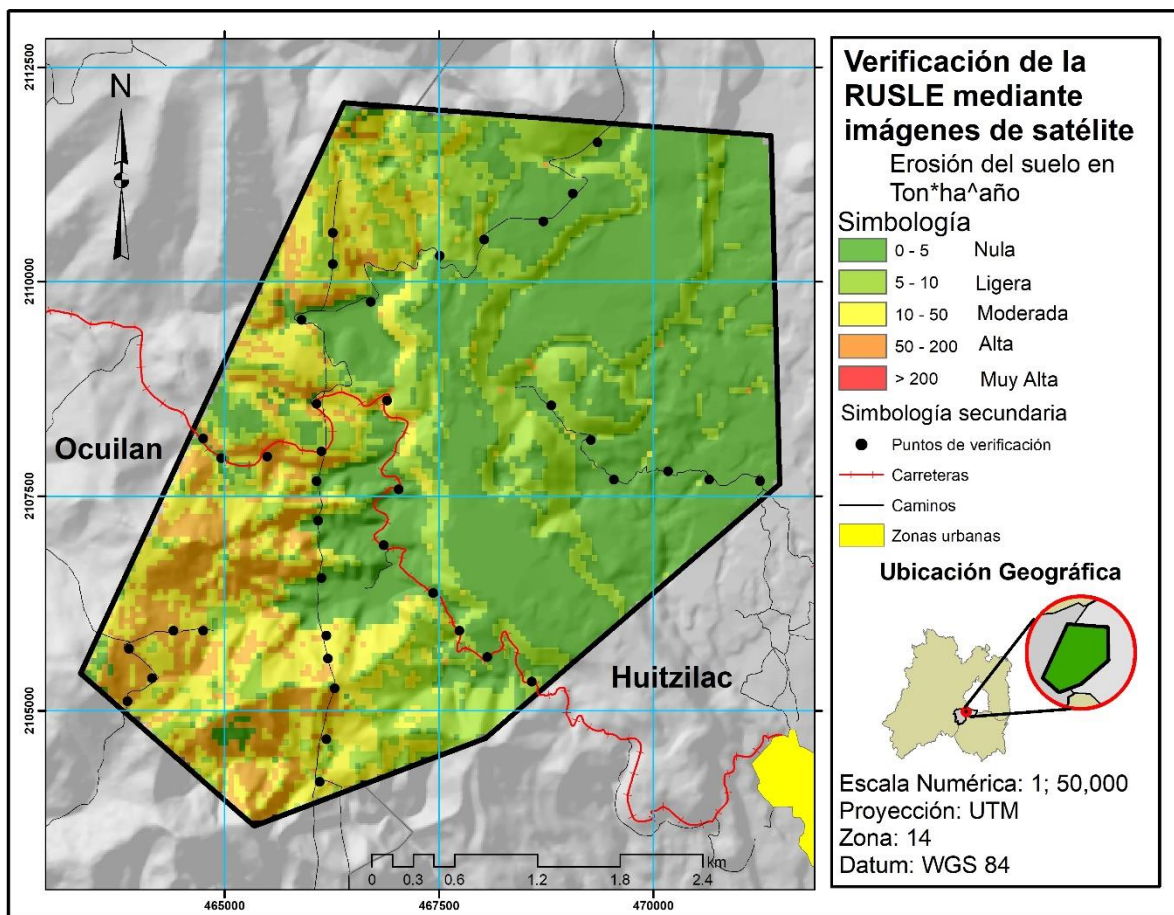 2112500
2110000
2107500
2105000
N
Ocuilan
Huitzilac
0 0.3 0.6 1.2 1.8 2.4
km
465000 467500 470000
Verificación de la
RUSLE mediante
imágenes de satélite
Erosión del suelo en
Ton*ha^año
Simbología
0 - 5 Nula
5 - 10 Ligera
10 - 50 Moderada
50 - 200 Alta
> 200 Muy Alta
Simbología secundaria
Puntos de verificación
Carreteras
Caminos
Zonas urbanas
Ubicación Geográfica
Escala Numérica: 1; 50,000
Proyección: UTM
Zona: 14
Datum: WGS 84